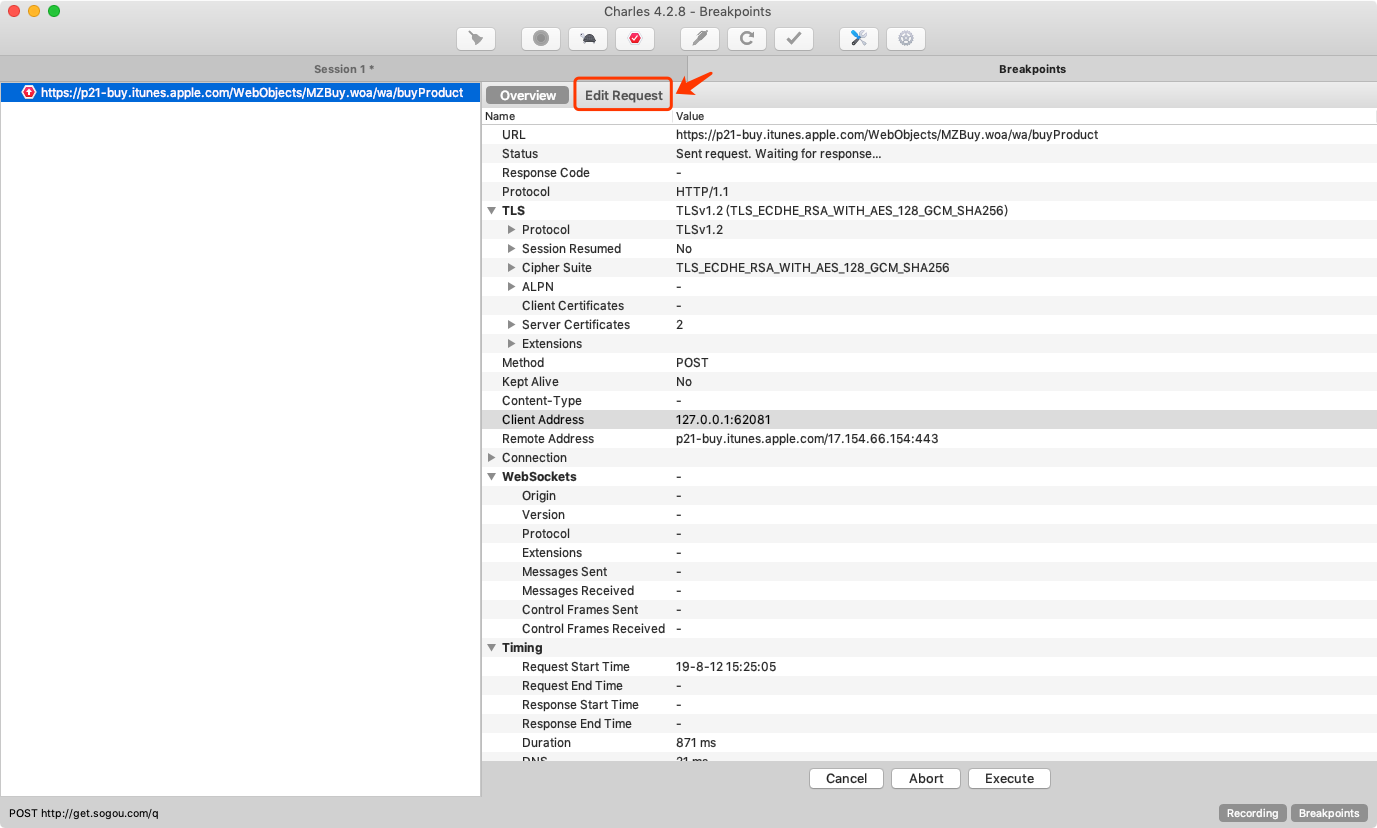 Charles 4.2.8 - Breakpoints
Session 1 *
Breakpoints
https://p21-buy.itunes.apple.com/WebObjects/MZBuy.woa/wa/buyProduct
Overview Edit Request
Name Value
URL https://p21-buy.itunes.apple.com/WebObjects/MZBuy.woa/wa/buyProduct
Status Sent request. Waiting for response...
Response Code -
Protocol HTTP/1.1
TLS TLSv1.2 (TLS_ECDHE_RSA_WITH_AES_128_GCM_SHA256)
Protocol TLSv1.2
Session Resumed No
Cipher Suite TLS_ECDHE_RSA_WITH_AES_128_GCM_SHA256
ALPN -
Client Certificates -
Server Certificates 2
Extensions
Method POST
Kept Alive No
Content-Type -
Client Address 127.0.0.1:62081
Remote Address p21-buy.itunes.apple.com/17.154.66.154:443
Connection
WebSockets -
Origin -
Version -
Protocol -
Extensions -
Messages Sent -
Messages Received -
Control Frames Sent -
Control Frames Received -
Timing
Request Start Time 19-8-12 15:25:05
Request End Time -
Response Start Time -
Response End Time -
Duration 871 ms
DNS 21 ms
Cancel Abort Execute
POST http://get.sogou.com/q
Recording Breakpoints